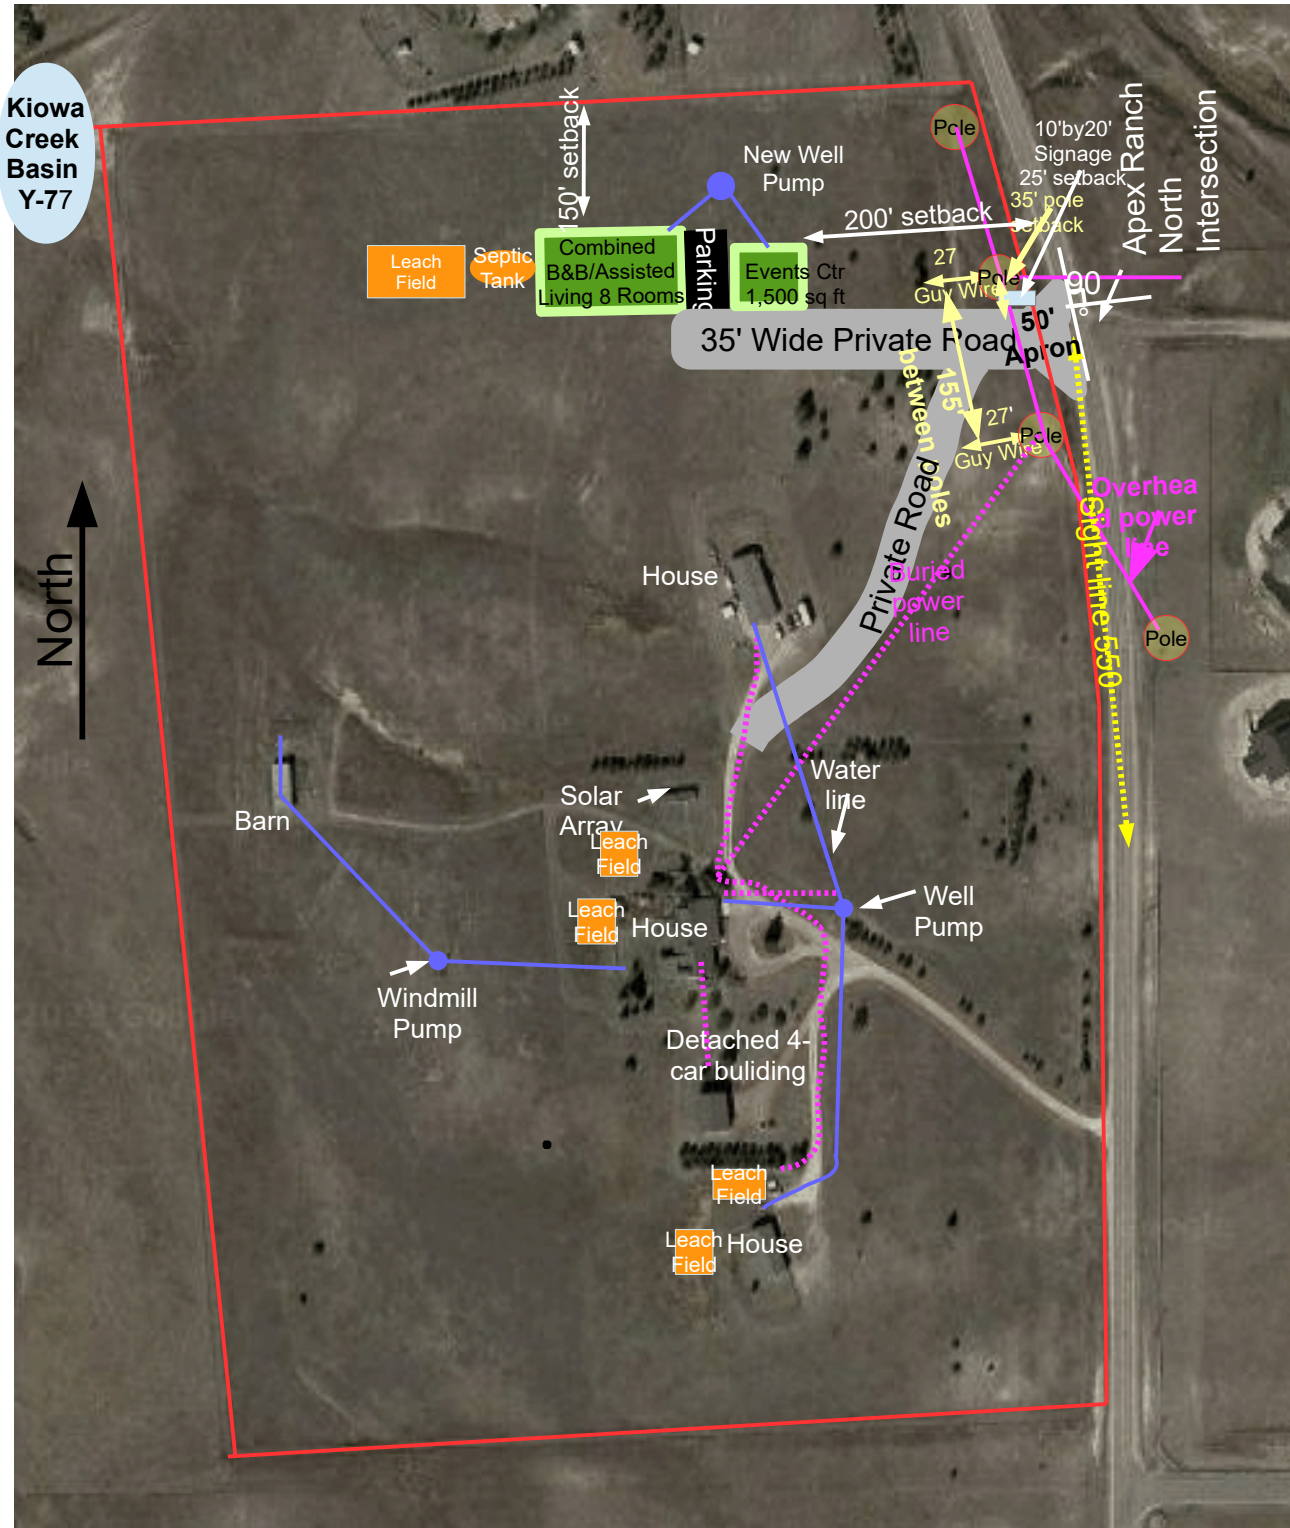 Kiowa
Creek
Basin
Y-77
150' setback
New Well
Pump
Pole
10'by20'
Signage
25' setback
35' pole
setback
Apex Ranch
North
Intersection
200' setback
Leach
Field
Septic
Tank
Combined
B&B/Assisted
Living 8 Rooms
Parking
Events Ctr
1,500 sq ft
27
Guy Wire
Pole
90°
35' Wide Private Road
50'
Apron
155'
between poles
27'
Guy Wire
Pole
Overhea
d power
line
Sight line 550
Pole
North
House
Private Road
Buried
power
line
Barn
Solar
Array
Water
line
Leach
Field
Leach
Field
House
Well
Pump
Windmill
Pump
Detached 4-
car buliding
Leach
Field
Leach
Field
House